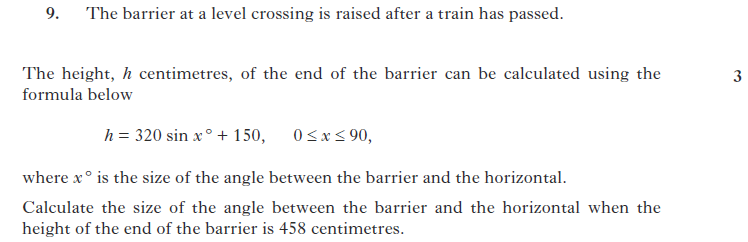 9. The barrier at a level crossing is raised after a train has passed.
The height, h centimetres, of the end of the barrier can be calculated using the 3
formula below
h = 320 sin x° + 150, 0 ≤ x ≤ 90,
where x° is the size of the angle between the barrier and the horizontal.
Calculate the size of the angle between the barrier and the horizontal when the
height of the end of the barrier is 458 centimetres.